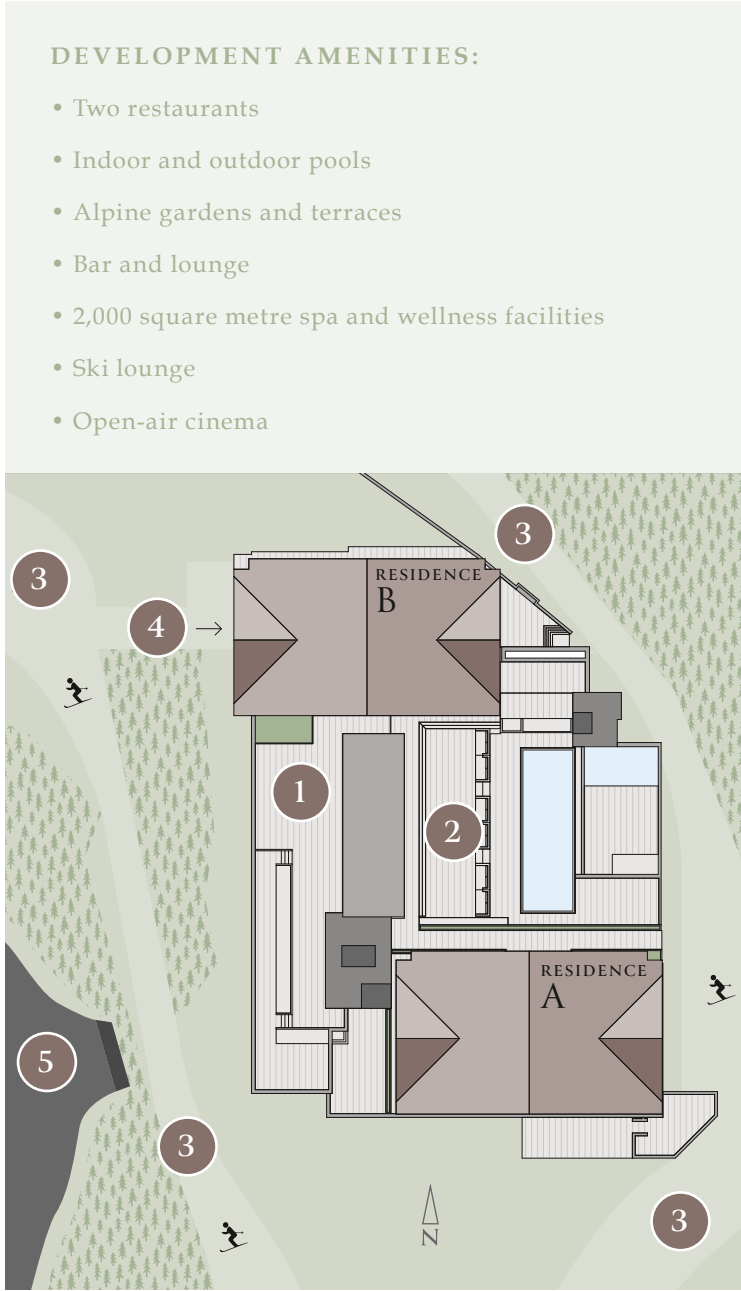 DEVELOPMENT AMENITIES:
• Two restaurants
• Indoor and outdoor pools
• Alpine gardens and terraces
• Bar and lounge
• 2,000 square metre spa and wellness facilities
• Ski lounge
• Open-air cinema
3
3
RESIDENCE
B
4
1
2
RESIDENCE
A
5
3
3
N